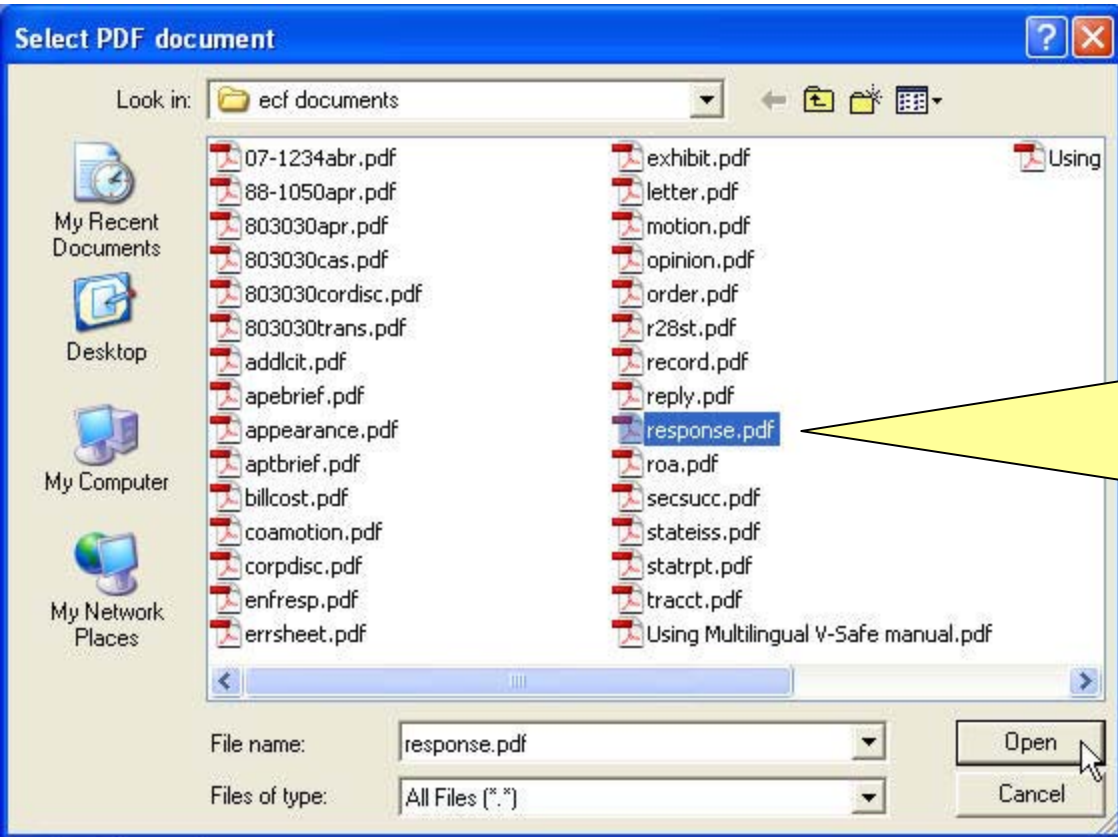 Select PDF document
Look in: ecf documents
My Recent
Documents
Desktop
My Computer
My Network
Places
07-1234abr.pdf
88-1050apr.pdf
803030apr.pdf
803030cas.pdf
803030cordisc.pdf
803030trans.pdf
addlcit.pdf
apebrief.pdf
appearance.pdf
aptbrief.pdf
billcost.pdf
coamotion.pdf
corpdisc.pdf
enfresp.pdf
errsheet.pdf
exhibit.pdf
letter.pdf
motion.pdf
opinion.pdf
order.pdf
r28st.pdf
record.pdf
reply.pdf
response.pdf
roa.pdf
secsucc.pdf
stateiss.pdf
statrpt.pdf
tracct.pdf
Using Multilingual V-Safe manual.pdf
Using
File name: response.pdf Open
Files of type: All Files (*.*) Cancel